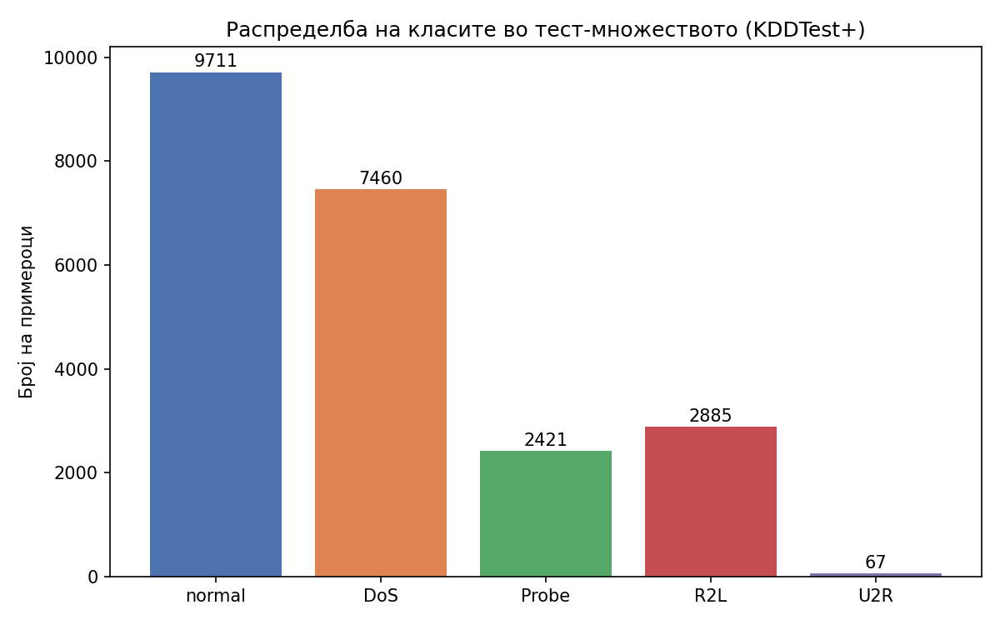 Распределба на класите во тест-множеството (KDDTest+)
Број на примероци
10000
8000
6000
4000
2000
0
9711
7460
2421
2885
67
normal
DoS
Probe
R2L
U2R